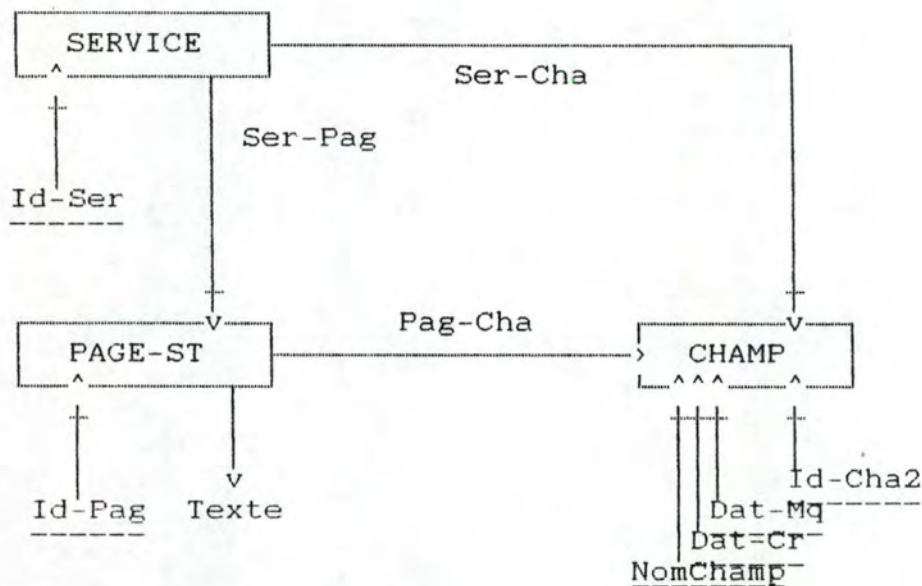 SERVICE
Ser-Cha
Ser-Pag
Id-Ser
Pag-Cha
PAGE-ST
CHAMP
Id-Cha2
Id-Pag
Texte
Dat-Mq
Dat-Cr
NomChamp